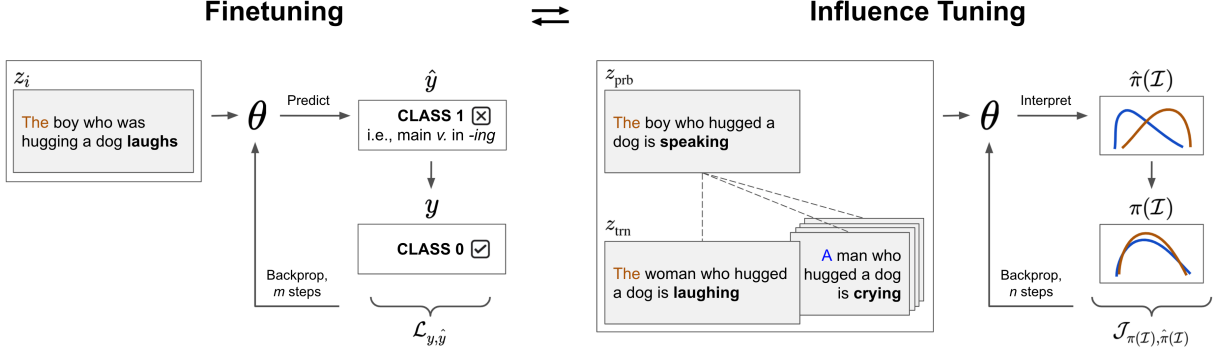 Finetuning
⇌
Influence Tuning
z_i
The boy who was
hugging a dog laughs
θ
Predict
ŷ
CLASS 1
i.e., main v. in -ing
y
CLASS 0
Backprop,
m steps
ℒ_{y,ŷ}
z_prb
The boy who hugged a
dog is speaking
z_trn
The woman who hugged
a dog is laughing
A man who
hugged a dog
is crying
θ
Interpret
π̂(ℐ)
π(ℐ)
Backprop,
n steps
𝒥_{π(ℐ),π̂(ℐ)}